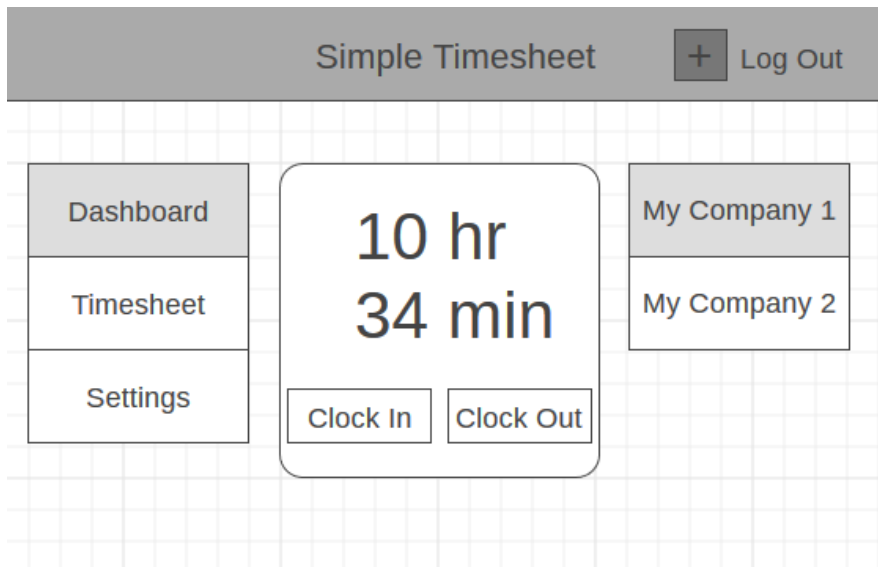 Simple Timesheet
+
Log Out
Dashboard
Timesheet
Settings
10 hr
34 min
Clock In
Clock Out
My Company 1
My Company 2